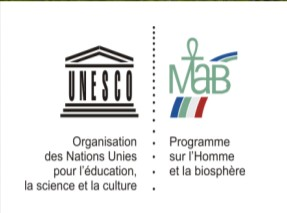 UNESCO
MaB
Organisation
des Nations Unies
pour l'éducation,
la science et la culture
Programme
sur l'Homme
et la biosphère